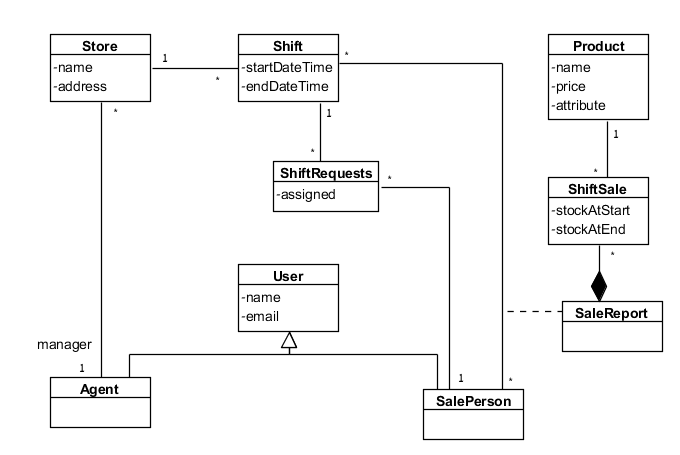 Store
-name
-address
1
*
Shift
-startDateTime
-endDateTime
*
Product
-name
-price
-attribute
*
1
*
1
*
ShiftRequests
-assigned
*
ShiftSale
-stockAtStart
-stockAtEnd
*
User
-name
-email
SaleReport
manager
1
Agent
1
*
SalePerson